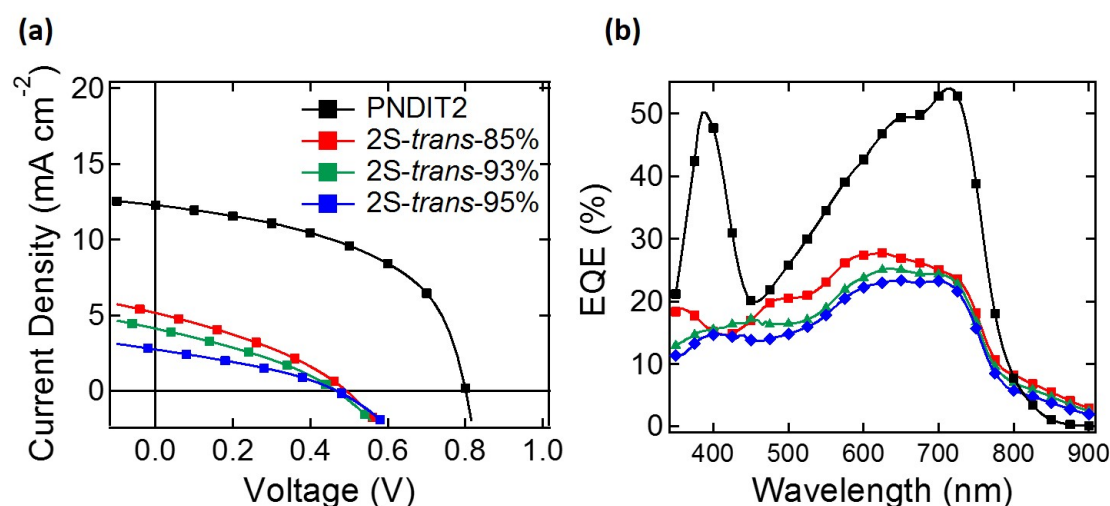 (a)
(b)
Current Density (mA cm⁻²)
20
15
10
5
0
PNDIT2
2S-trans-85%
2S-trans-93%
2S-trans-95%
0.0 0.2 0.4 0.6 0.8 1.0
Voltage (V)
EQE (%)
50
40
30
20
10
0
400 500 600 700 800 900
Wavelength (nm)